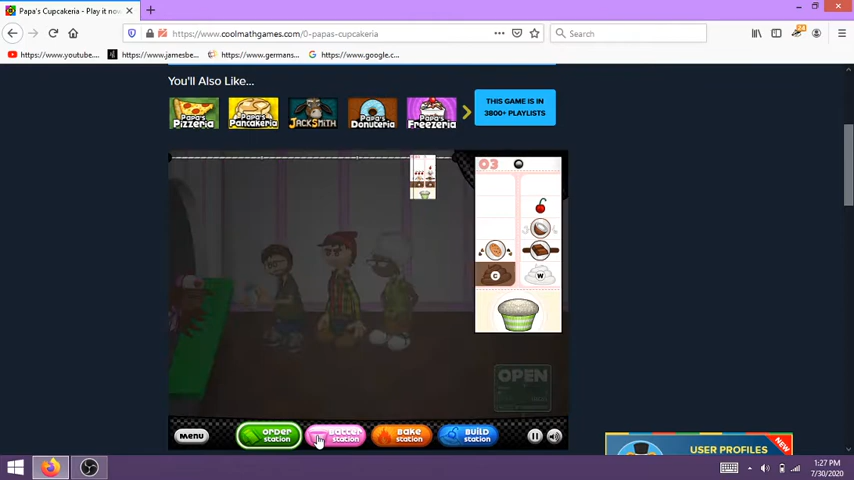 Papa's Cupcakeria - Play it now
https://www.coolmathgames.com/0-papas-cupcakeria
Search
24
https://www.youtube....
https://www.jamesbe...
https://www.germans...
https://www.google.c...
You'll Also Like...
Papa's Pizzeria
Papa's Pancakeria
JACKSMITH
Papa's Donuteria
Papa's Freezeria
THIS GAME IS IN
3800+ PLAYLISTS
03
C
W
OPEN
Menu
ORDER
station
BATTER
station
BAKE
station
BUILD
station
USER PROFILES
NEW
1:27 PM
7/30/2020